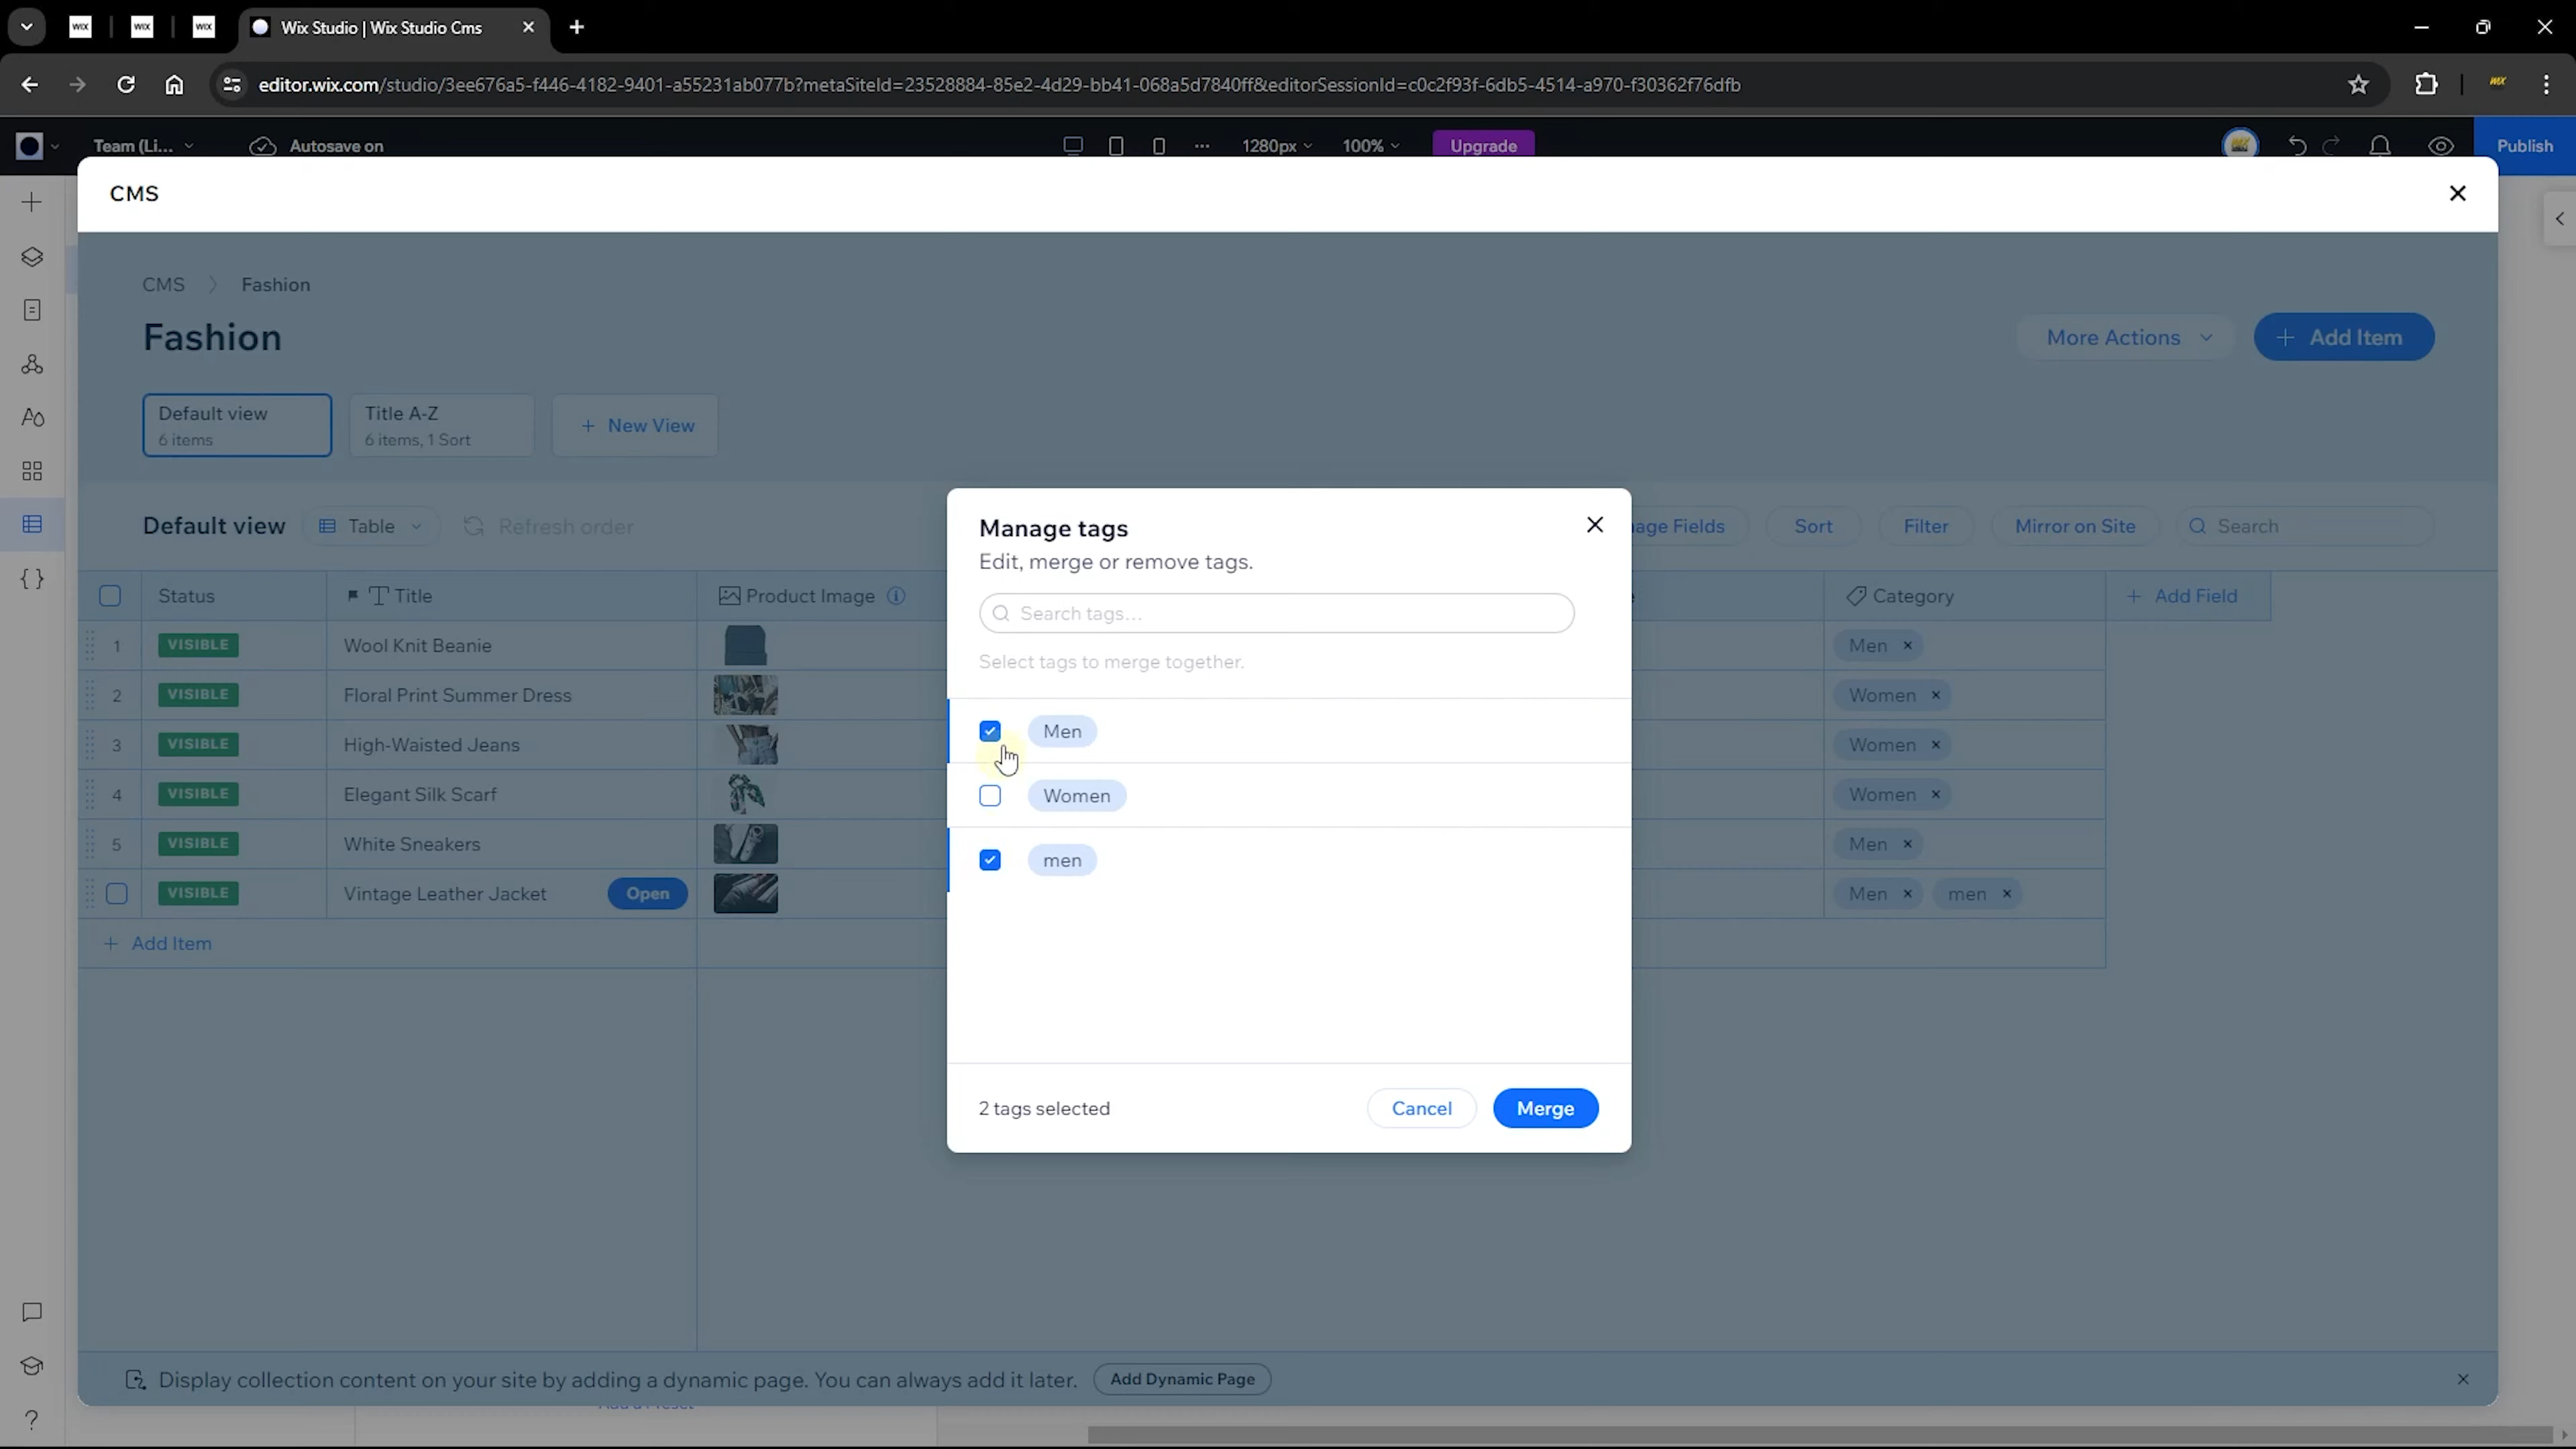 WIX WIX WIX Wix Studio | Wix Studio Cms
editor.wix.com/studio/3ee676a5-f446-4182-9401-a55231ab077b?metaSiteId=23528884-85e2-4d29-bb41-068a5d7840ff&editorSessionId=c0c2f93f-6db5-4514-a970-f30362f76dfb
Team (Li... Autosave on 1280px 100% Upgrade Publish
CMS
CMS Fashion
Fashion More Actions + Add Item
Default view Title A-Z + New View
6 items 6 items, 1 Sort
Default view Table Refresh order age Fields Sort Filter Mirror on Site Search
Status Title Product Image Category + Add Field
1 VISIBLE Wool Knit Beanie Men
2 VISIBLE Floral Print Summer Dress Women
3 VISIBLE High-Waisted Jeans Women
4 VISIBLE Elegant Silk Scarf Women
5 VISIBLE White Sneakers Men
VISIBLE Vintage Leather Jacket Open Men men
+ Add Item
Manage tags
Edit, merge or remove tags.
Search tags...
Select tags to merge together.
Men
Women
men
2 tags selected Cancel Merge
Display collection content on your site by adding a dynamic page. You can always add it later. Add Dynamic Page